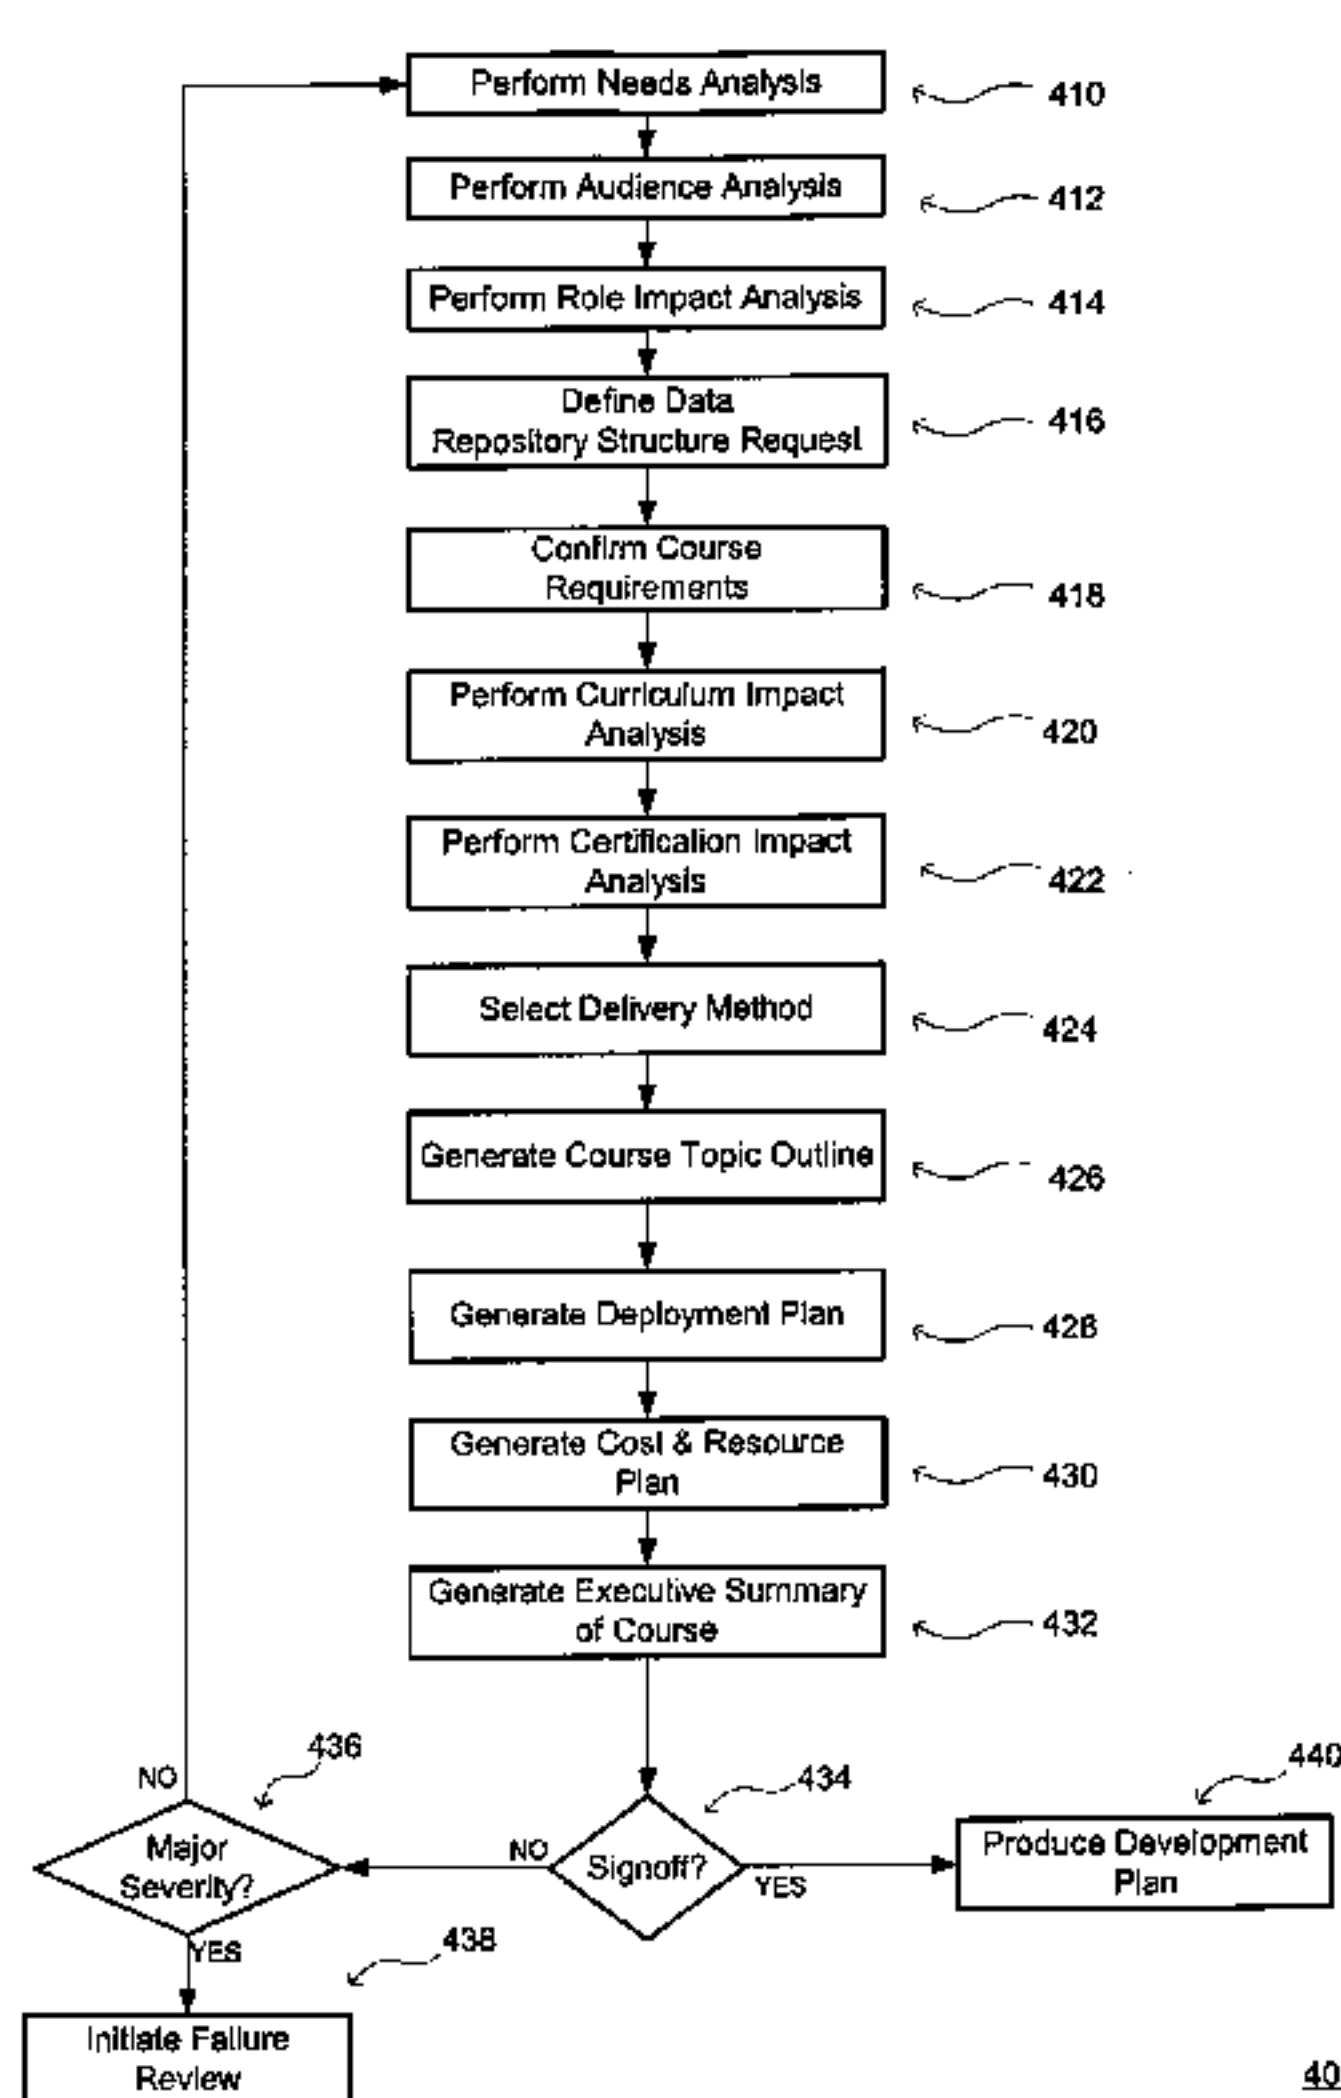 Perform Needs Analysis
410
Perform Audience Analysis
412
Perform Role Impact Analysis
414
Define Data
Repository Structure Request
416
Confirm Course
Requirements
418
Perform Curriculum Impact
Analysis
420
Perform Certification Impact
Analysis
422
Select Delivery Method
424
Generate Course Topic Outline
426
Generate Deployment Plan
428
Generate Cost & Resource
Plan
430
Generate Executive Summary
of Course
432
NO
436
434
440
Major
Severity?
NO
Signoff?
YES
Produce Development
Plan
YES
438
Initiate Failure
Review
40